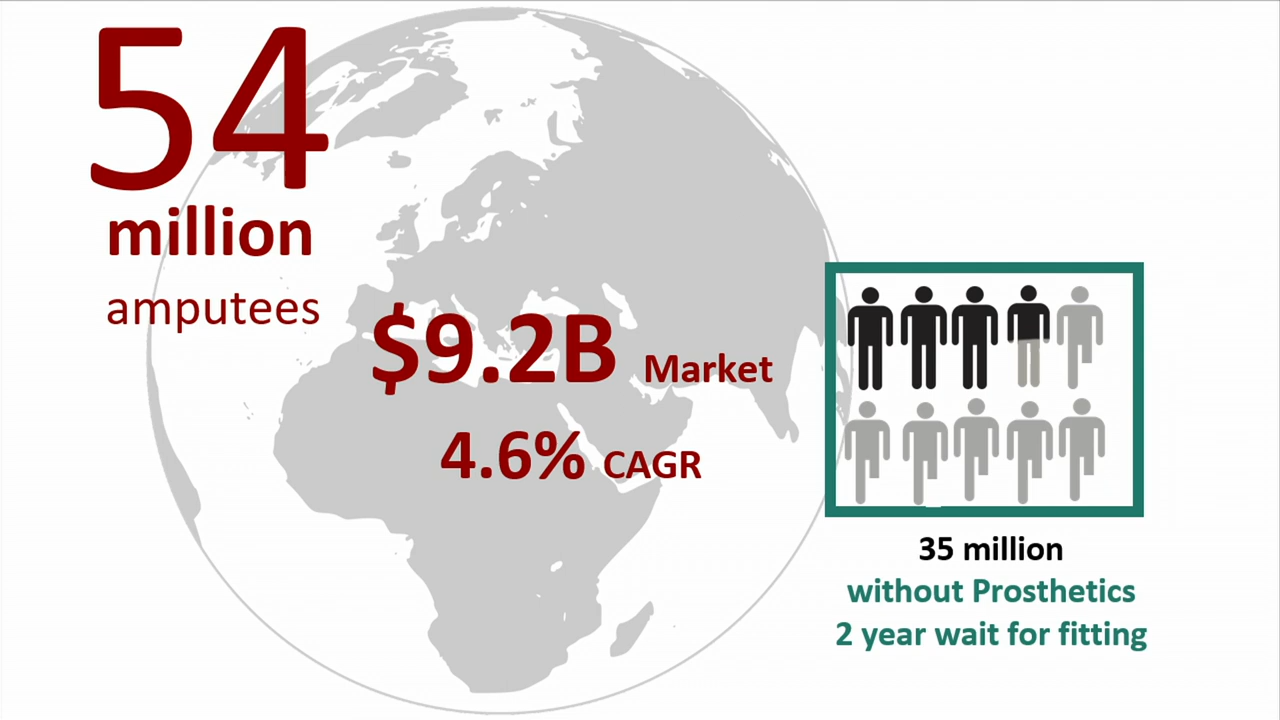 54
million
amputees
$9.2B Market
4.6% CAGR
35 million
without Prosthetics
2 year wait for fitting